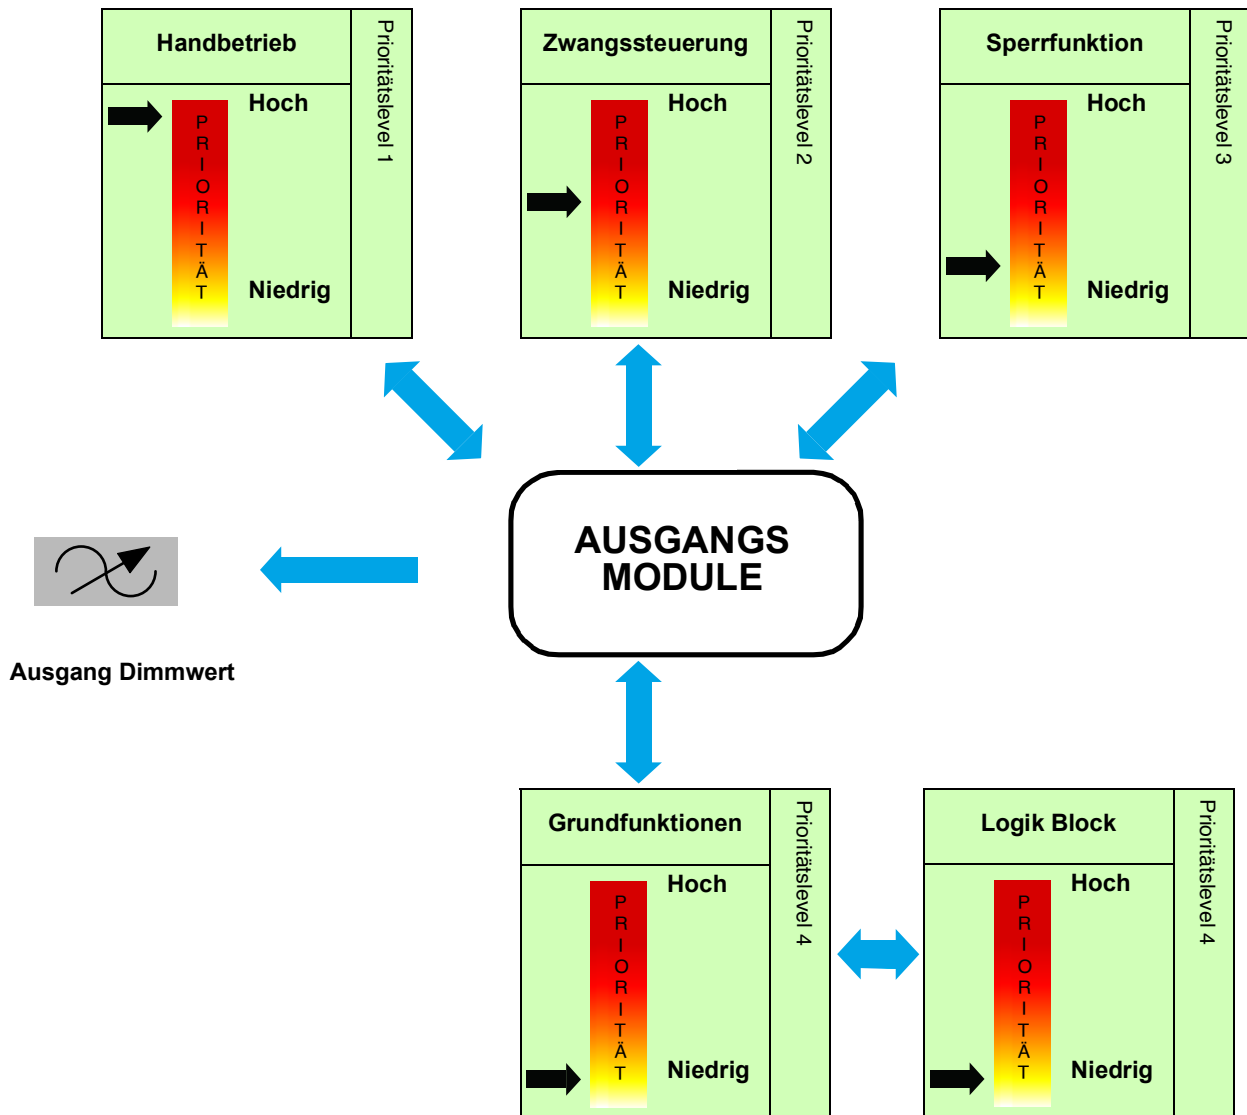 Handbetrieb
Prioritätslevel 1
Hoch
PRIORITÄT
Niedrig
Zwangssteuerung
Prioritätslevel 2
Hoch
PRIORITÄT
Niedrig
Sperrfunktion
Prioritätslevel 3
Hoch
PRIORITÄT
Niedrig
AUSGANGS
MODULE
Ausgang Dimmwert
Grundfunktionen
Prioritätslevel 4
Hoch
PRIORITÄT
Niedrig
Logik Block
Prioritätslevel 4
Hoch
PRIORITÄT
Niedrig